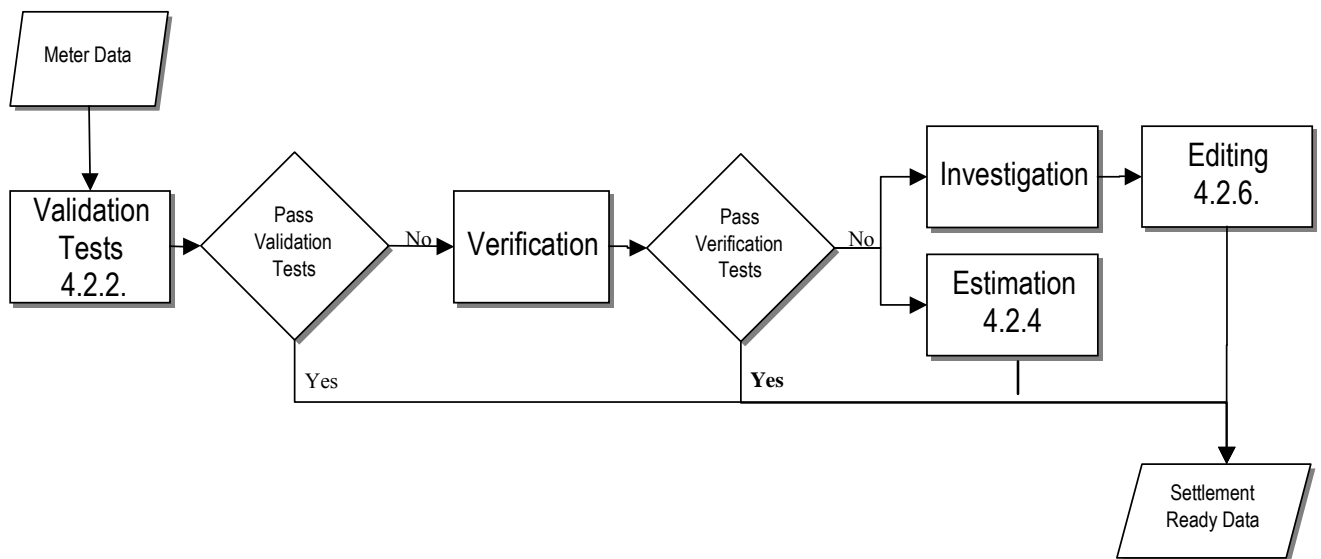 Meter Data
Validation
Tests
4.2.2.
Pass
Validation
Tests
No
Yes
Verification
Pass
Verification
Tests
No
Yes
Investigation
Editing
4.2.6.
Estimation
4.2.4
Settlement
Ready Data